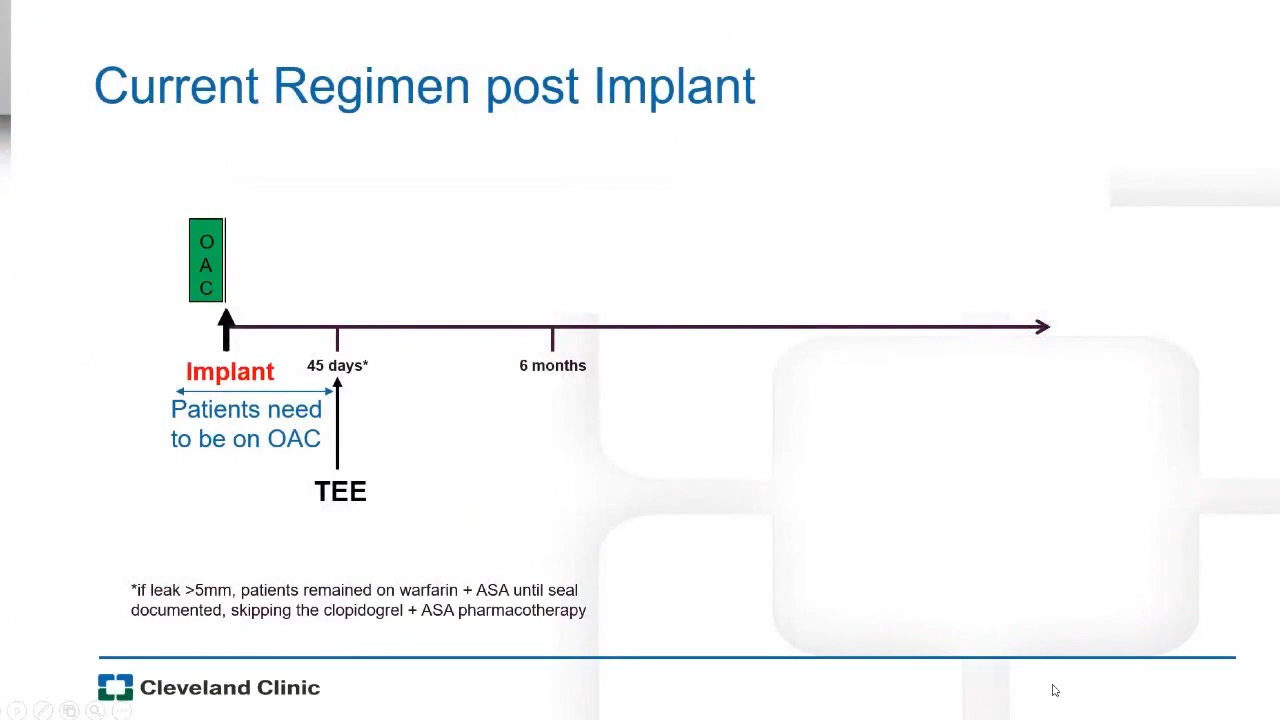 Current Regimen post Implant
O
A
C
Implant
45 days*
6 months
Patients need
to be on OAC
TEE
*if leak >5mm, patients remained on warfarin + ASA until seal
documented, skipping the clopidogrel + ASA pharmacotherapy
Cleveland Clinic